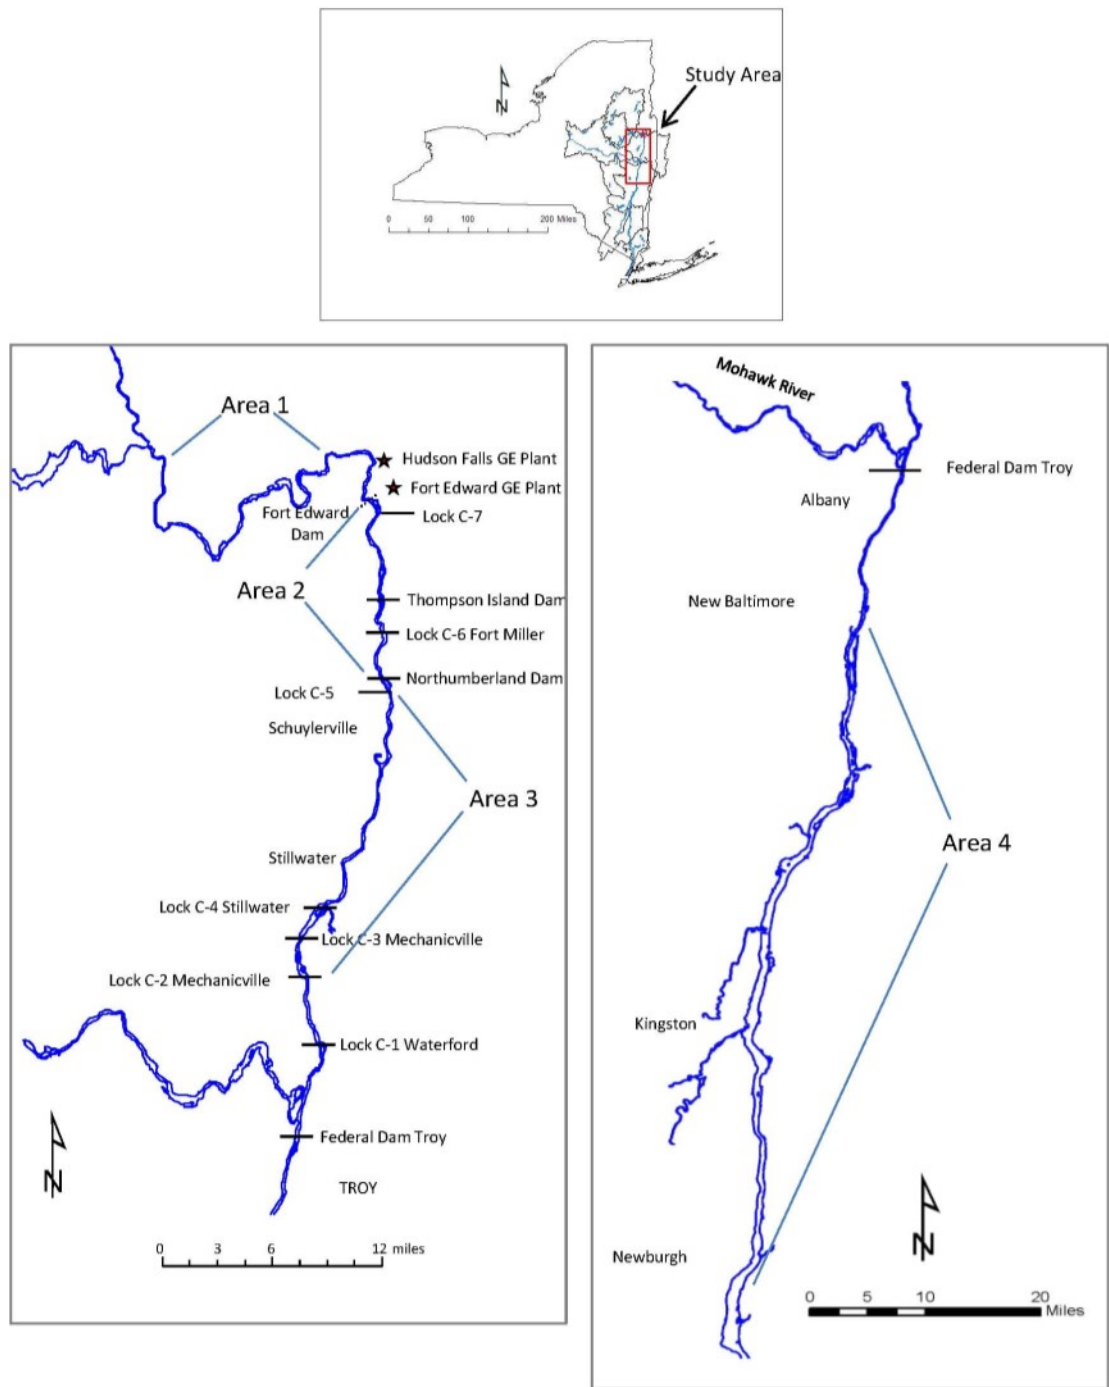 Study Area
N
0 50 100 200 Miles
Area 1
Hudson Falls GE Plant
Fort Edward GE Plant
Fort Edward
Dam
Lock C-7
Area 2
Thompson Island Dam
Lock C-6 Fort Miller
Northumberland Dam
Lock C-5
Schuylerville
Area 3
Stillwater
Lock C-4 Stillwater
Lock C-3 Mechanicville
Lock C-2 Mechanicville
Lock C-1 Waterford
Federal Dam Troy
N
TROY
0 3 6 12 miles
Mohawk River
Federal Dam Troy
Albany
New Baltimore
Area 4
Kingston
N
Newburgh
0 5 10 20
Miles